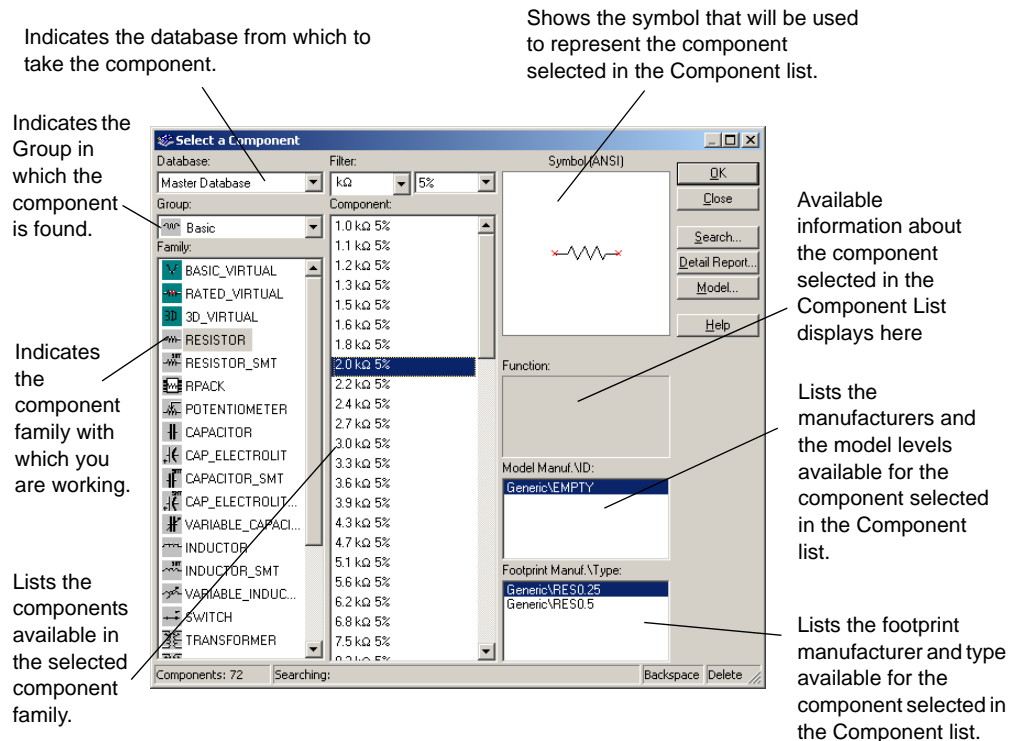 Shows the symbol that will be used
to represent the component
selected in the Component list.
Indicates the database from which to
take the component.
Indicates the
Group in
which the
component
is found.
Select a Component
Database:
Master Database
Group:
Basic
Family:
BASIC_VIRTUAL
RATED_VIRTUAL
3D 3D_VIRTUAL
RESISTOR
RESISTOR_SMT
RPACK
POTENTIOMETER
CAPACITOR
CAP_ELECTROLIT
CAPACITOR_SMT
CAP_ELECTROLIT...
VARIABLE_CAPACI...
INDUCTOR
INDUCTOR_SMT
VARIABLE_INDUC...
SWITCH
TRANSFORMER
Filter:
kΩ
5%
Component:
1.0 kΩ 5%
1.1 kΩ 5%
1.2 kΩ 5%
1.3 kΩ 5%
1.5 kΩ 5%
1.6 kΩ 5%
1.8 kΩ 5%
2.0 kΩ 5%
2.2 kΩ 5%
2.4 kΩ 5%
2.7 kΩ 5%
3.0 kΩ 5%
3.3 kΩ 5%
3.6 kΩ 5%
3.9 kΩ 5%
4.3 kΩ 5%
4.7 kΩ 5%
5.1 kΩ 5%
5.6 kΩ 5%
6.2 kΩ 5%
6.8 kΩ 5%
7.5 kΩ 5%
Symbol (ANSI)
Function:
Model Manuf.\ID:
Generic\EMPTY
Footprint Manuf.\Type:
Generic\RES0.25
Generic\RES0.5
OK
Close
Search...
Detail Report...
Model...
Help
Components: 72
Searching:
Backspace
Delete
Indicates
the
component
family with
which you
are working.
Lists the
components
available in
the selected
component
family.
Available
information about
the component
selected in the
Component List
displays here
Lists the
manufacturers and
the model levels
available for the
component selected
in the Component
list.
Lists the footprint
manufacturer and type
available for the
component selected in
the Component list.